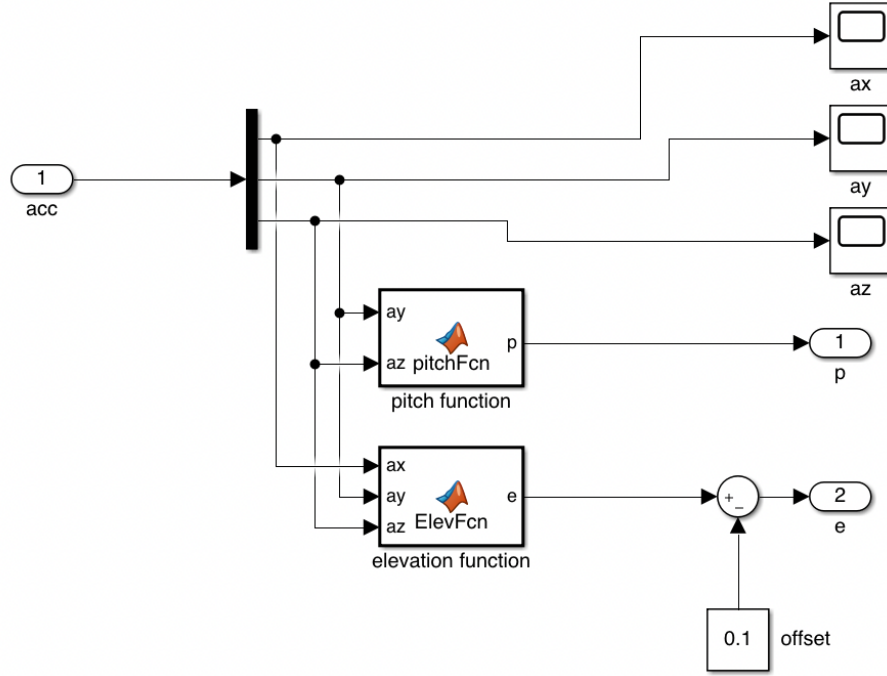 ax
ay
az
1
acc
ay
az
pitchFcn
p
pitch function
1
p
ax
ay
az
ElevFcn
e
elevation function
+
−
2
e
0.1
offset